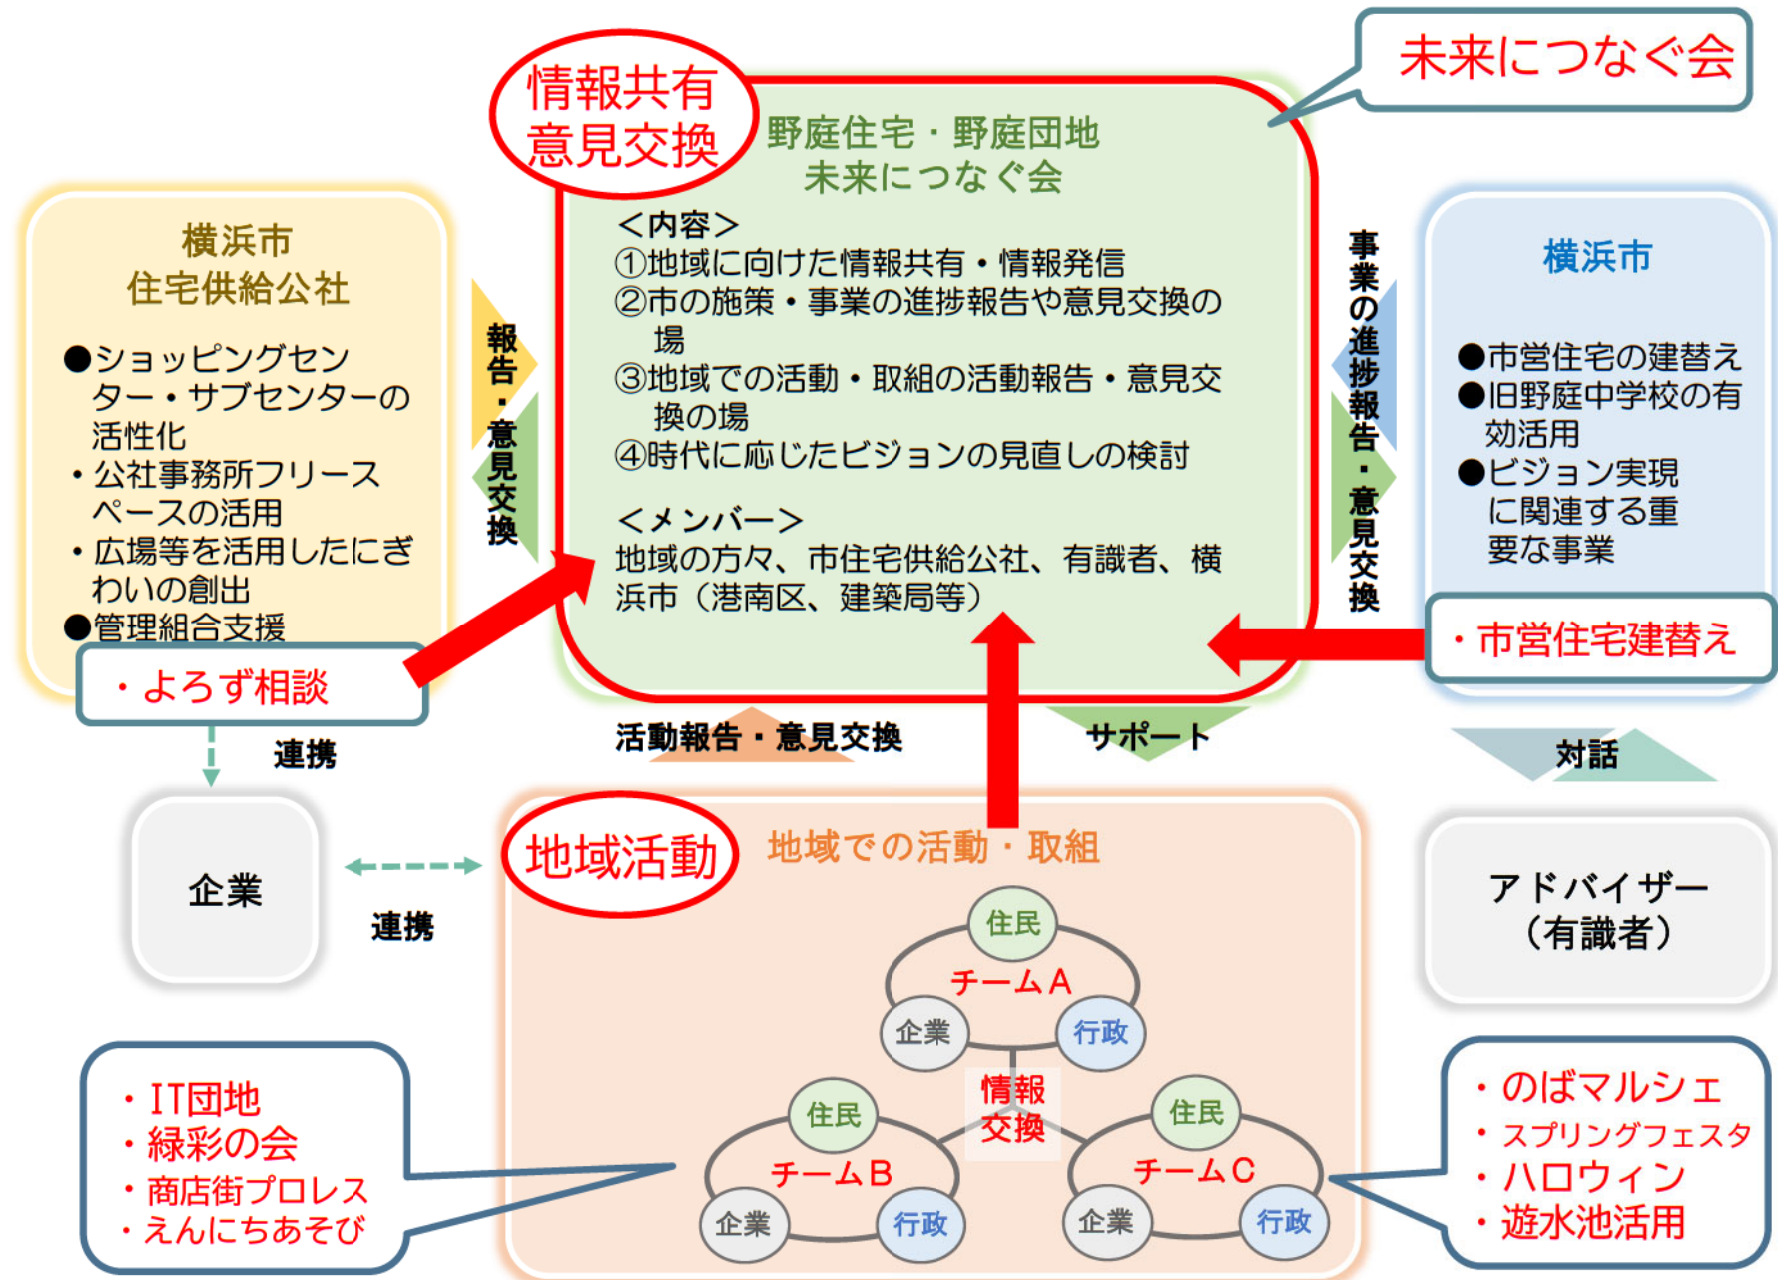 未来につなぐ会
情報共有
意見交換
野庭住宅・野庭団地
未来につなぐ会
＜内容＞
①地域に向けた情報共有・情報発信
②市の施策・事業の進捗報告や意見交換の
場
③地域での活動・取組の活動報告・意見交
換の場
④時代に応じたビジョンの見直しの検討
＜メンバー＞
地域の方々、市住宅供給公社、有識者、横
浜市（港南区、建築局等）
横浜市
住宅供給公社
●ショッピングセン
ター・サブセンターの
活性化
・公社事務所フリース
ペースの活用
・広場等を活用したにぎ
わいの創出
●管理組合支援
・よろず相談
報告・意見交換
事業の進捗報告・意見交換
横浜市
●市営住宅の建替え
●旧野庭中学校の有
効活用
●ビジョン実現
に関連する重
要な事業
・市営住宅建替え
連携
活動報告・意見交換
サポート
対話
企業
連携
地域活動
地域での活動・取組
アドバイザー
（有識者）
住民
チームＡ
企業
行政
情報
交換
住民
チームＢ
企業
行政
住民
チームＣ
企業
行政
・IT団地
・緑彩の会
・商店街プロレス
・えんにちあそび
・のばマルシェ
・スプリングフェスタ
・ハロウィン
・遊水池活用